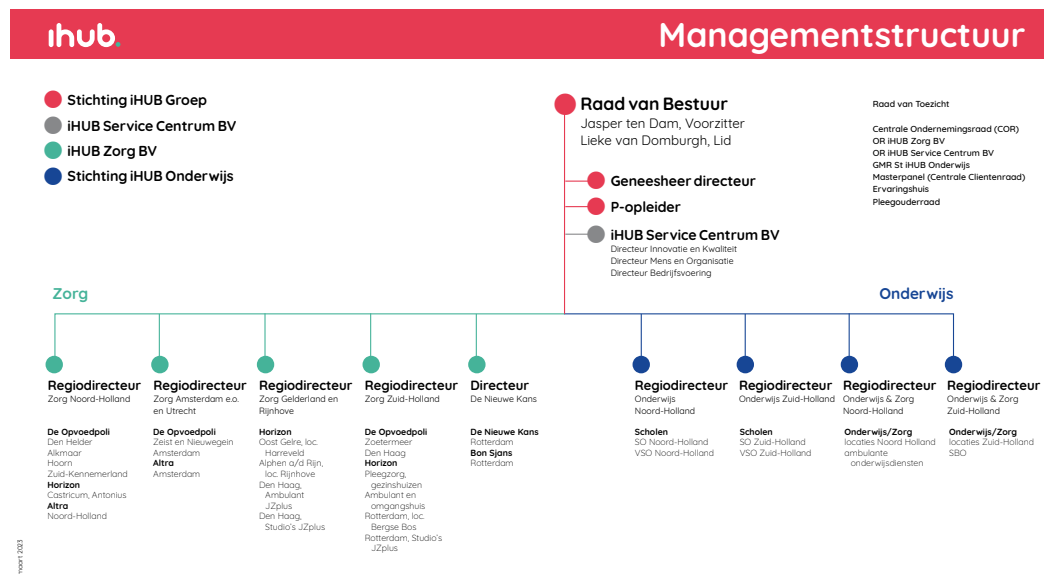 ihub.
Managementstructuur
Stichting iHUB Groep
iHUB Service Centrum BV
iHUB Zorg BV
Stichting iHUB Onderwijs
Raad van Bestuur
Jasper ten Dam, Voorzitter
Lieke van Domburgh, Lid
Geneesheer directeur
P-opleider
iHUB Service Centrum BV
Directeur Innovatie en Kwaliteit
Directeur Mens en Organisatie
Directeur Bedrijfsvoering
Raad van Toezicht
Centrale Ondernemingsraad (COR)
OR iHUB Zorg BV
OR iHUB Service Centrum BV
GMR St iHUB Onderwijs
Masterpanel (Centrale Clientenraad)
Ervaringshuis
Pleegouderraad
Zorg
Onderwijs
Regiodirecteur
Zorg Noord-Holland
De Opvoedpoli
Den Helder
Alkmaar
Hoorn
Zuid-Kennemerland
Horizon
Castricum, Antonius
Altra
Noord-Holland
Regiodirecteur
Zorg Amsterdam e.o.
en Utrecht
De Opvoedpoli
Zeist en Nieuwegein
Amsterdam
Altra
Amsterdam
Regiodirecteur
Zorg Gelderland en
Rijnhove
Horizon
Oost Gelre, loc.
Harreveld
Alphen a/d Rijn,
loc. Rijnhove
Den Haag,
Ambulant
JZplus
Den Haag,
Studio's JZplus
Regiodirecteur
Zorg Zuid-Holland
De Opvoedpoli
Zoetermeer
Den Haag
Horizon
Pleegzorg,
gezinshuizen
Ambulant en
omgangshuis
Rotterdam, loc.
Bergse Bos
Rotterdam, Studio's
JZplus
Directeur
De Nieuwe Kans
De Nieuwe Kans
Rotterdam
Bon Sjans
Rotterdam
Regiodirecteur
Onderwijs
Noord-Holland
Scholen
SO Noord-Holland
VSO Noord-Holland
Regiodirecteur
Onderwijs Zuid-Holland
Scholen
SO Zuid-Holland
VSO Zuid-Holland
Regiodirecteur
Onderwijs & Zorg
Noord-Holland
Onderwijs/Zorg
locaties Noord Holland
ambulante
onderwijsdiensten
Regiodirecteur
Onderwijs & Zorg
Zuid-Holland
Onderwijs/Zorg
locaties Zuid-Holland
SBO
maart 2023